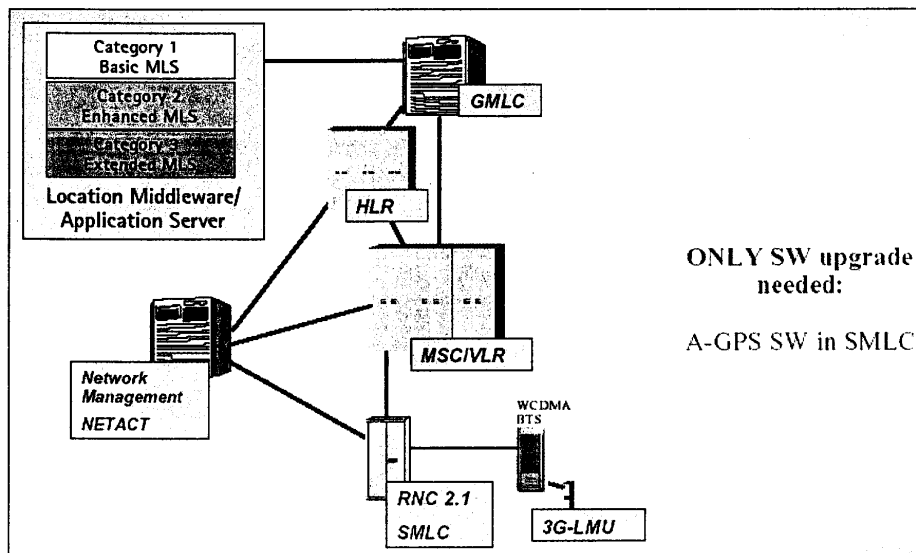 Category 1
Basic MLS
Category 2
Enhanced MLS
Category 3
Extended MLS
Location Middleware/
Application Server
GMLC
HLR
MSC/VLR
ONLY SW upgrade
needed:
A-GPS SW in SMLC
Network
Management
NETACT
WCDMA
BTS
RNC 2.1
SMLC
3G-LMU